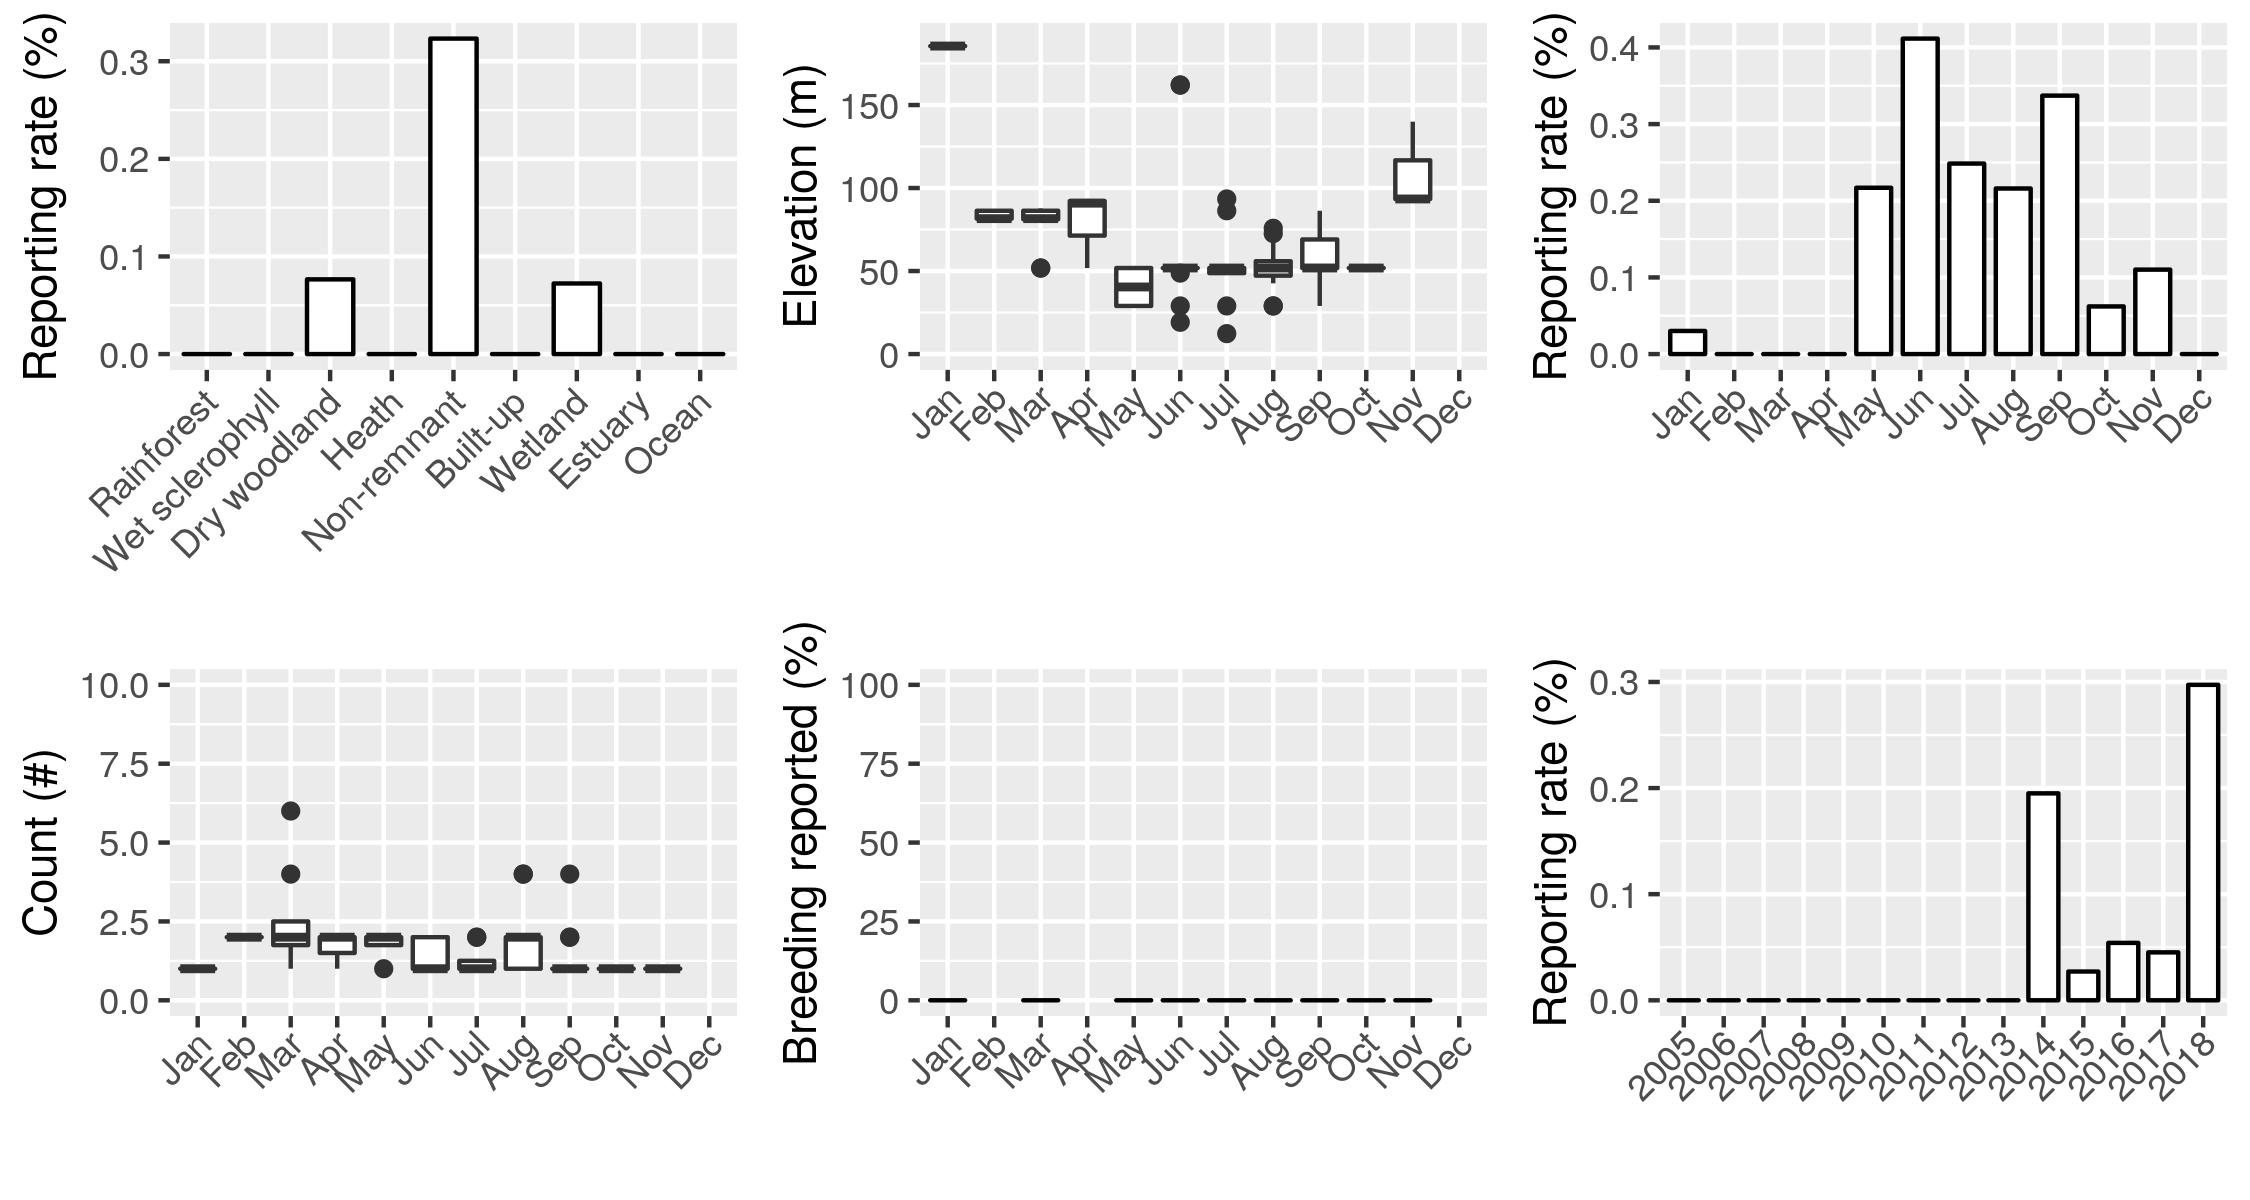 Reporting rate (%)
0.3
0.2
0.1
0.0
Rainforest
Wet sclerophyll
Dry woodland
Heath
Non-remnant
Built-up
Wetland
Estuary
Ocean
Elevation (m)
150
100
50
0
Jan
Feb
Mar
Apr
May
Jun
Jul
Aug
Sep
Oct
Nov
Dec
Reporting rate (%)
0.4
0.3
0.2
0.1
0.0
Jan
Feb
Mar
Apr
May
Jun
Jul
Aug
Sep
Oct
Nov
Dec
Count (#)
10.0
7.5
5.0
2.5
0.0
Jan
Feb
Mar
Apr
May
Jun
Jul
Aug
Sep
Oct
Nov
Dec
Breeding reported (%)
100
75
50
25
0
Jan
Feb
Mar
Apr
May
Jun
Jul
Aug
Sep
Oct
Nov
Dec
Reporting rate (%)
0.3
0.2
0.1
0.0
2005
2006
2007
2008
2009
2010
2011
2012
2013
2014
2015
2016
2017
2018